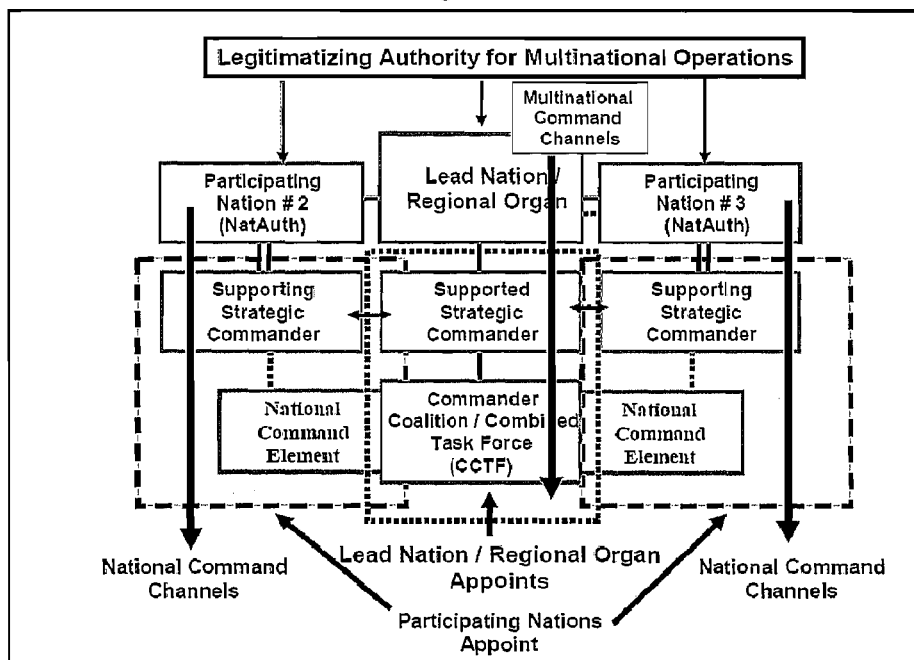 Legitimatizing Authority for Multinational Operations
Multinational
Command
Channels
Participating
Nation # 2
(NatAuth)
Lead Nation /
Regional Organ
Participating
Nation # 3
(NatAuth)
Supporting
Strategic
Commander
Supported
Strategic
Commander
Supporting
Strategic
Commander
National
Command
Element
Commander
Coalition / Combined
Task Force
(CCTF)
National
Command
Element
National Command
Channels
Lead Nation / Regional Organ
Appoints
National Command
Channels
Participating Nations
Appoint